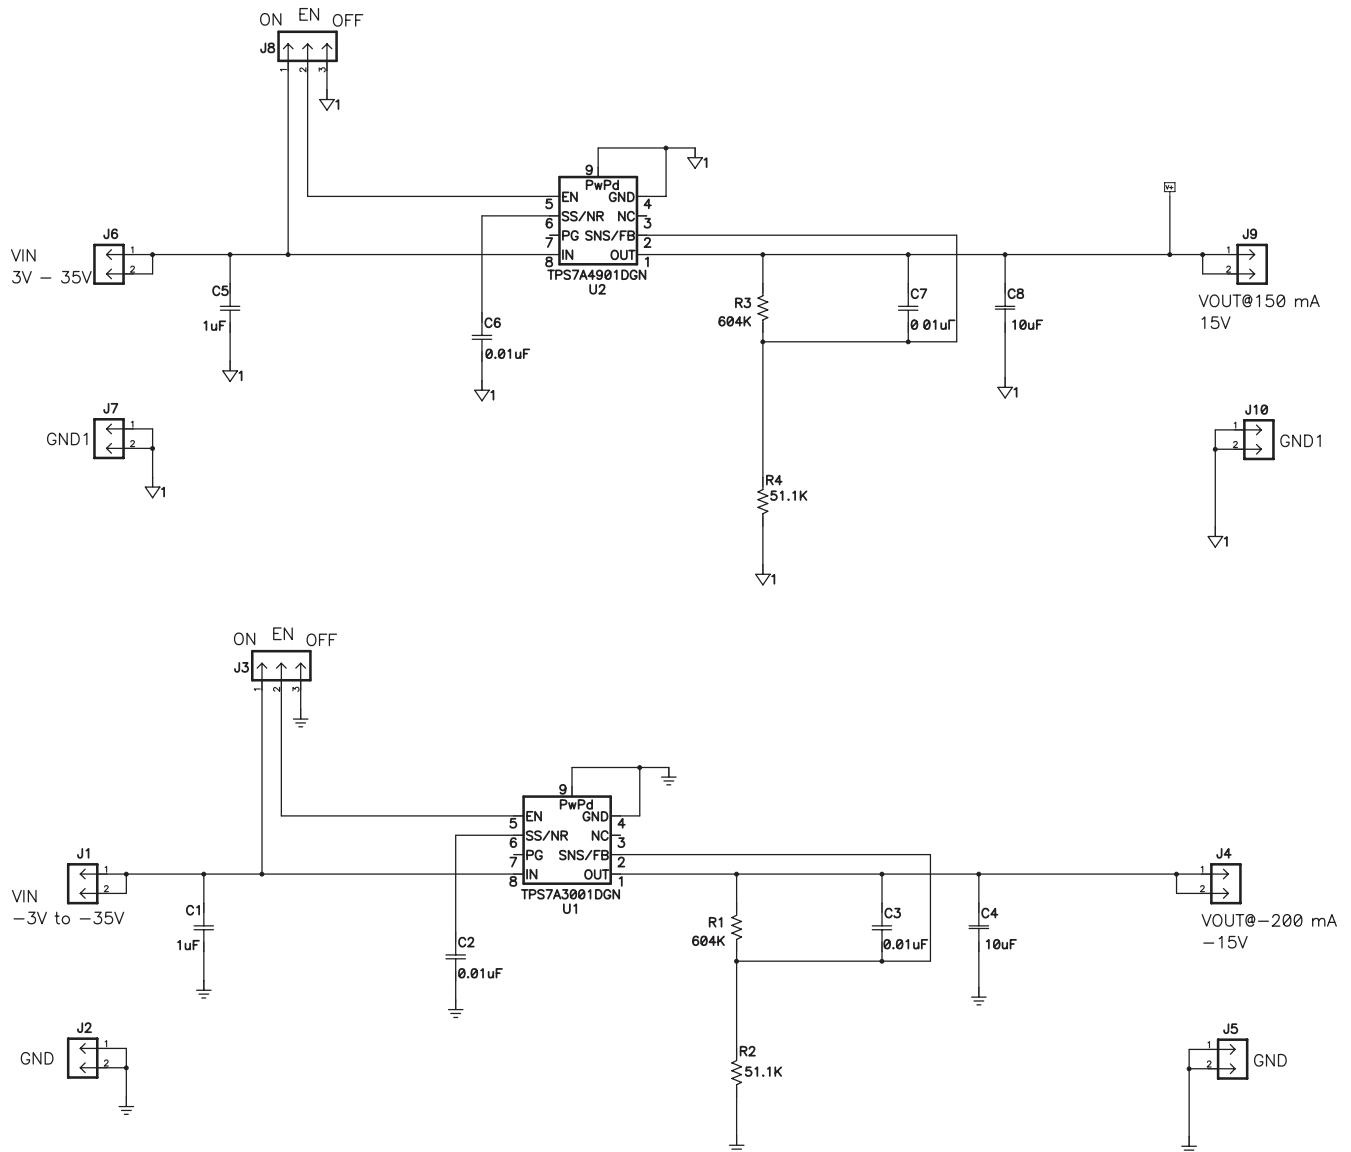 ON EN OFF
J8
1 2 3
1
9
1
PwPd
EN GND
5 4
SS/NR NC
6 3
PG SNS/FB
7 2
IN OUT
8 1
TPS7A4901DGN
U2
V+
J6
1
2
VIN
3V – 35V
C5
1uF
1
C6
0.01uF
1
R3
604K
C7
0 01uF
C8
10uF
1
J9
1
2
VOUT@150 mA
15V
J7
1
2
GND1
1
R4
51.1K
1
J10
1
2
GND1
1
ON EN OFF
J3
1 2 3
9
PwPd
EN GND
5 4
SS/NR NC
6 3
PG SNS/FB
7 2
IN OUT
8 1
TPS7A3001DGN
U1
J1
1
2
VIN
–3V to –35V
C1
1uF
C2
0.01uF
R1
604K
C3
0.01uF
C4
10uF
J4
1
2
VOUT@–200 mA
–15V
J2
1
2
GND
R2
51.1K
J5
1
2
GND